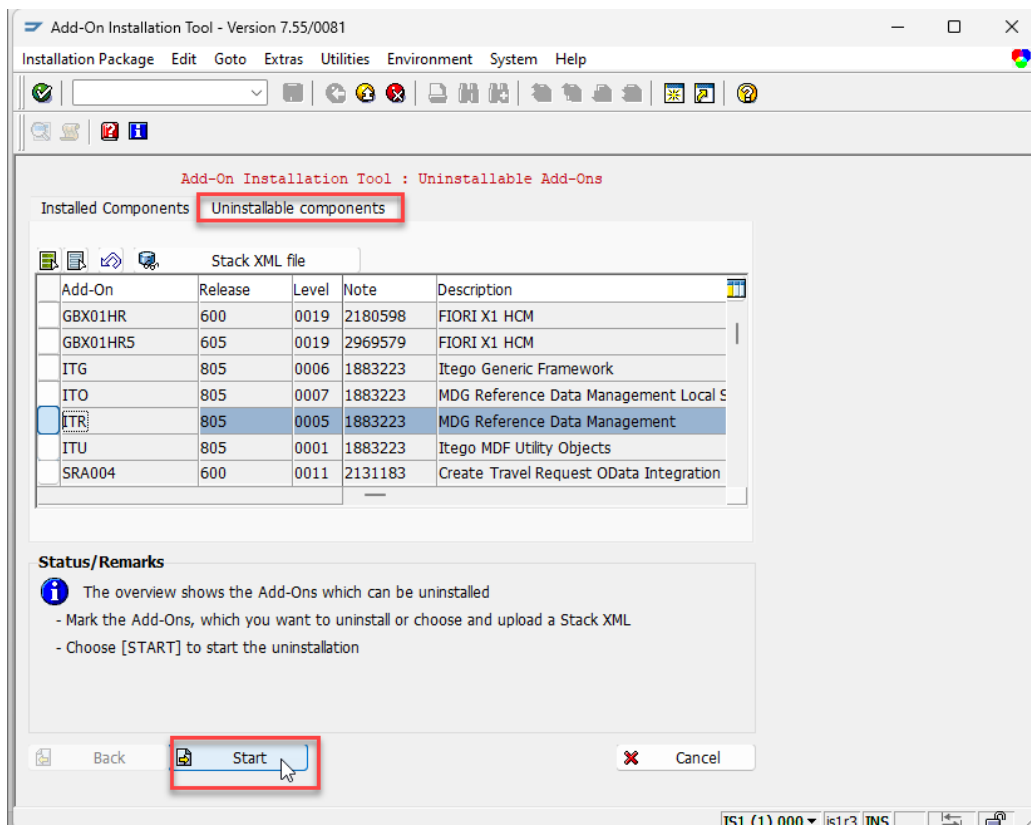 Add-On Installation Tool - Version 7.55/0081
Installation Package Edit Goto Extras Utilities Environment System Help
Add-On Installation Tool : Uninstallable Add-Ons
Installed Components Uninstallable components
Stack XML file
Add-On Release Level Note Description
GBX01HR 600 0019 2180598 FIORI X1 HCM
GBX01HR5 605 0019 2969579 FIORI X1 HCM
ITG 805 0006 1883223 Itego Generic Framework
ITO 805 0007 1883223 MDG Reference Data Management Local S
ITR 805 0005 1883223 MDG Reference Data Management
ITU 805 0001 1883223 Itego MDF Utility Objects
SRA004 600 0011 2131183 Create Travel Request OData Integration
Status/Remarks
The overview shows the Add-Ons which can be uninstalled
- Mark the Add-Ons, which you want to uninstall or choose and upload a Stack XML
- Choose [START] to start the uninstallation
Back Start Cancel
IS1 (1) 000 is1r3 INS